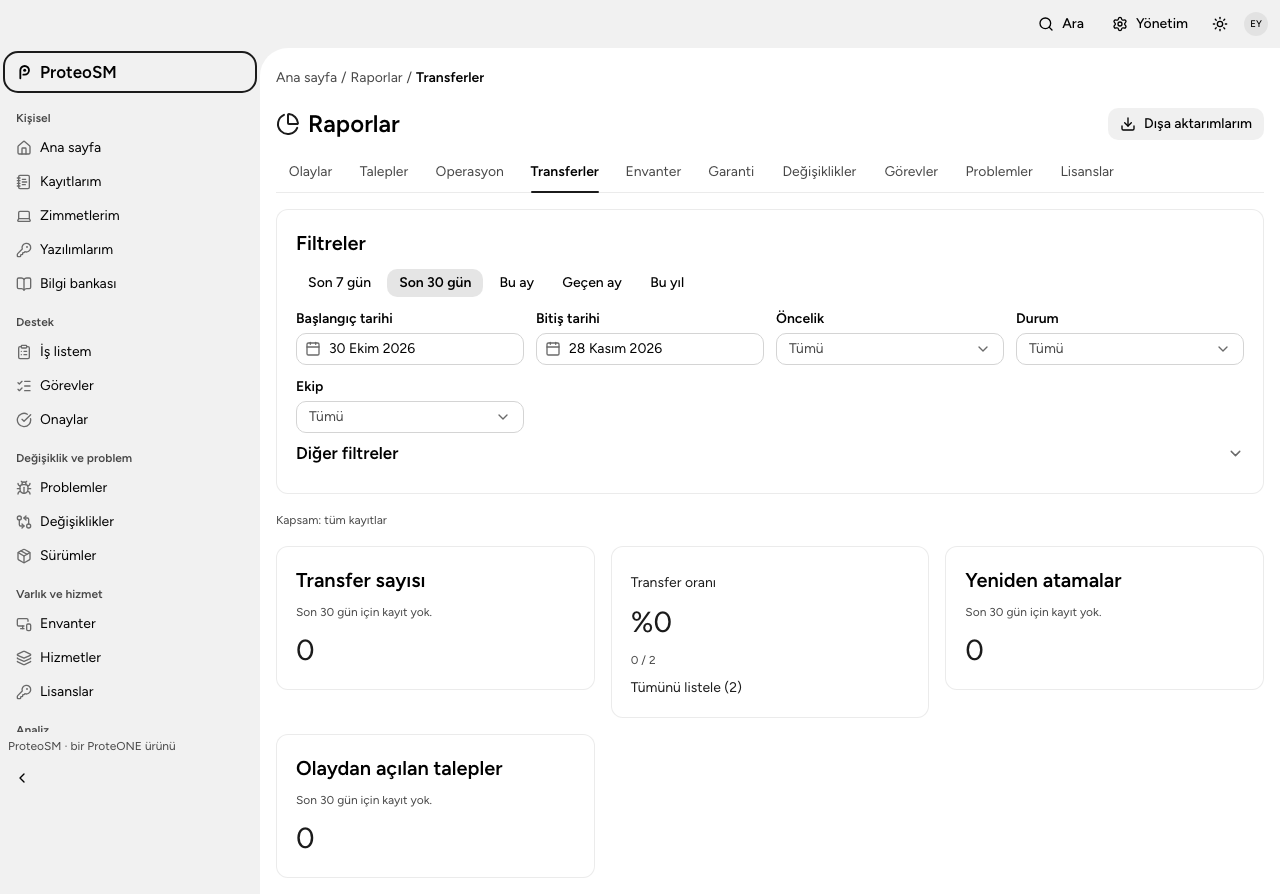 Ara
Yönetim
EY
ProteoSM
Kişisel
Ana sayfa
Kayıtlarım
Zimmetlerim
Yazılımlarım
Bilgi bankası
Destek
İş listem
Görevler
Onaylar
Değişiklik ve problem
Problemler
Değişiklikler
Sürümler
Varlık ve hizmet
Envanter
Hizmetler
Lisanslar
Analiz
ProteoSM · bir ProteONE ürünü
Ana sayfa / Raporlar / Transferler
Raporlar
Dışa aktarımlarım
Olaylar Talepler Operasyon Transferler Envanter Garanti Değişiklikler Görevler Problemler Lisanslar
Filtreler
Son 7 gün Son 30 gün Bu ay Geçen ay Bu yıl
Başlangıç tarihi Bitiş tarihi Öncelik Durum
30 Ekim 2026 28 Kasım 2026 Tümü Tümü
Ekip
Tümü
Diğer filtreler
Kapsam: tüm kayıtlar
Transfer sayısı
Son 30 gün için kayıt yok.
0
Transfer oranı
%0
0 / 2
Tümünü listele (2)
Yeniden atamalar
Son 30 gün için kayıt yok.
0
Olaydan açılan talepler
Son 30 gün için kayıt yok.
0